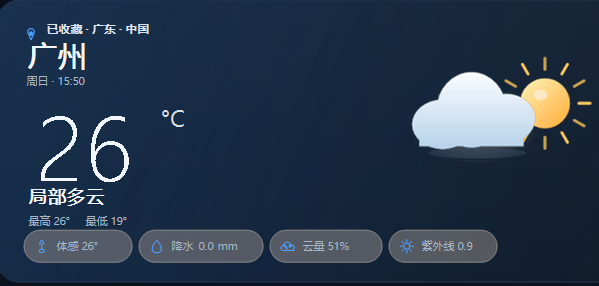 已收藏 - 广东 - 中国
广州
周日 · 15:50
26 °C
局部多云
最高 26° 最低 19°
体感 26° 降水 0.0 mm 云量 51% 紫外线 0.9